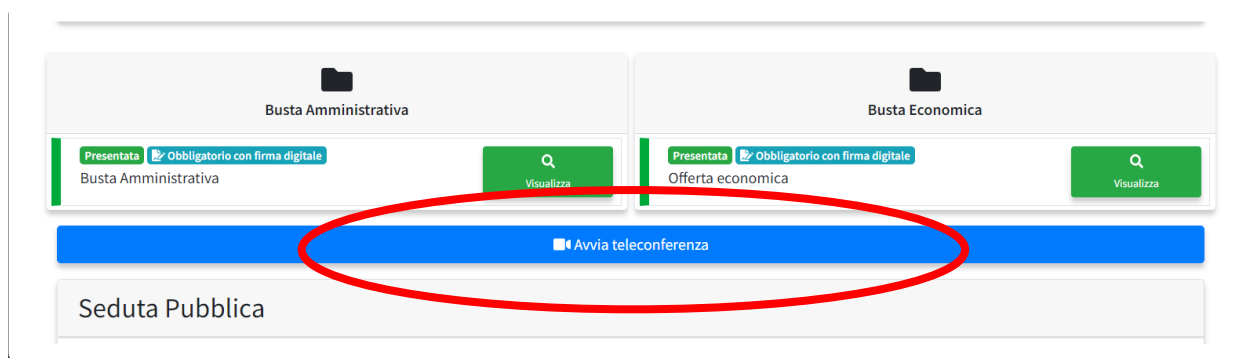 Busta Amministrativa
Presentata Obbligatorio con firma digitale
Busta Amministrativa
Visualizza
Busta Economica
Presentata Obbligatorio con firma digitale
Offerta economica
Visualizza
Avvia teleconferenza
Seduta Pubblica